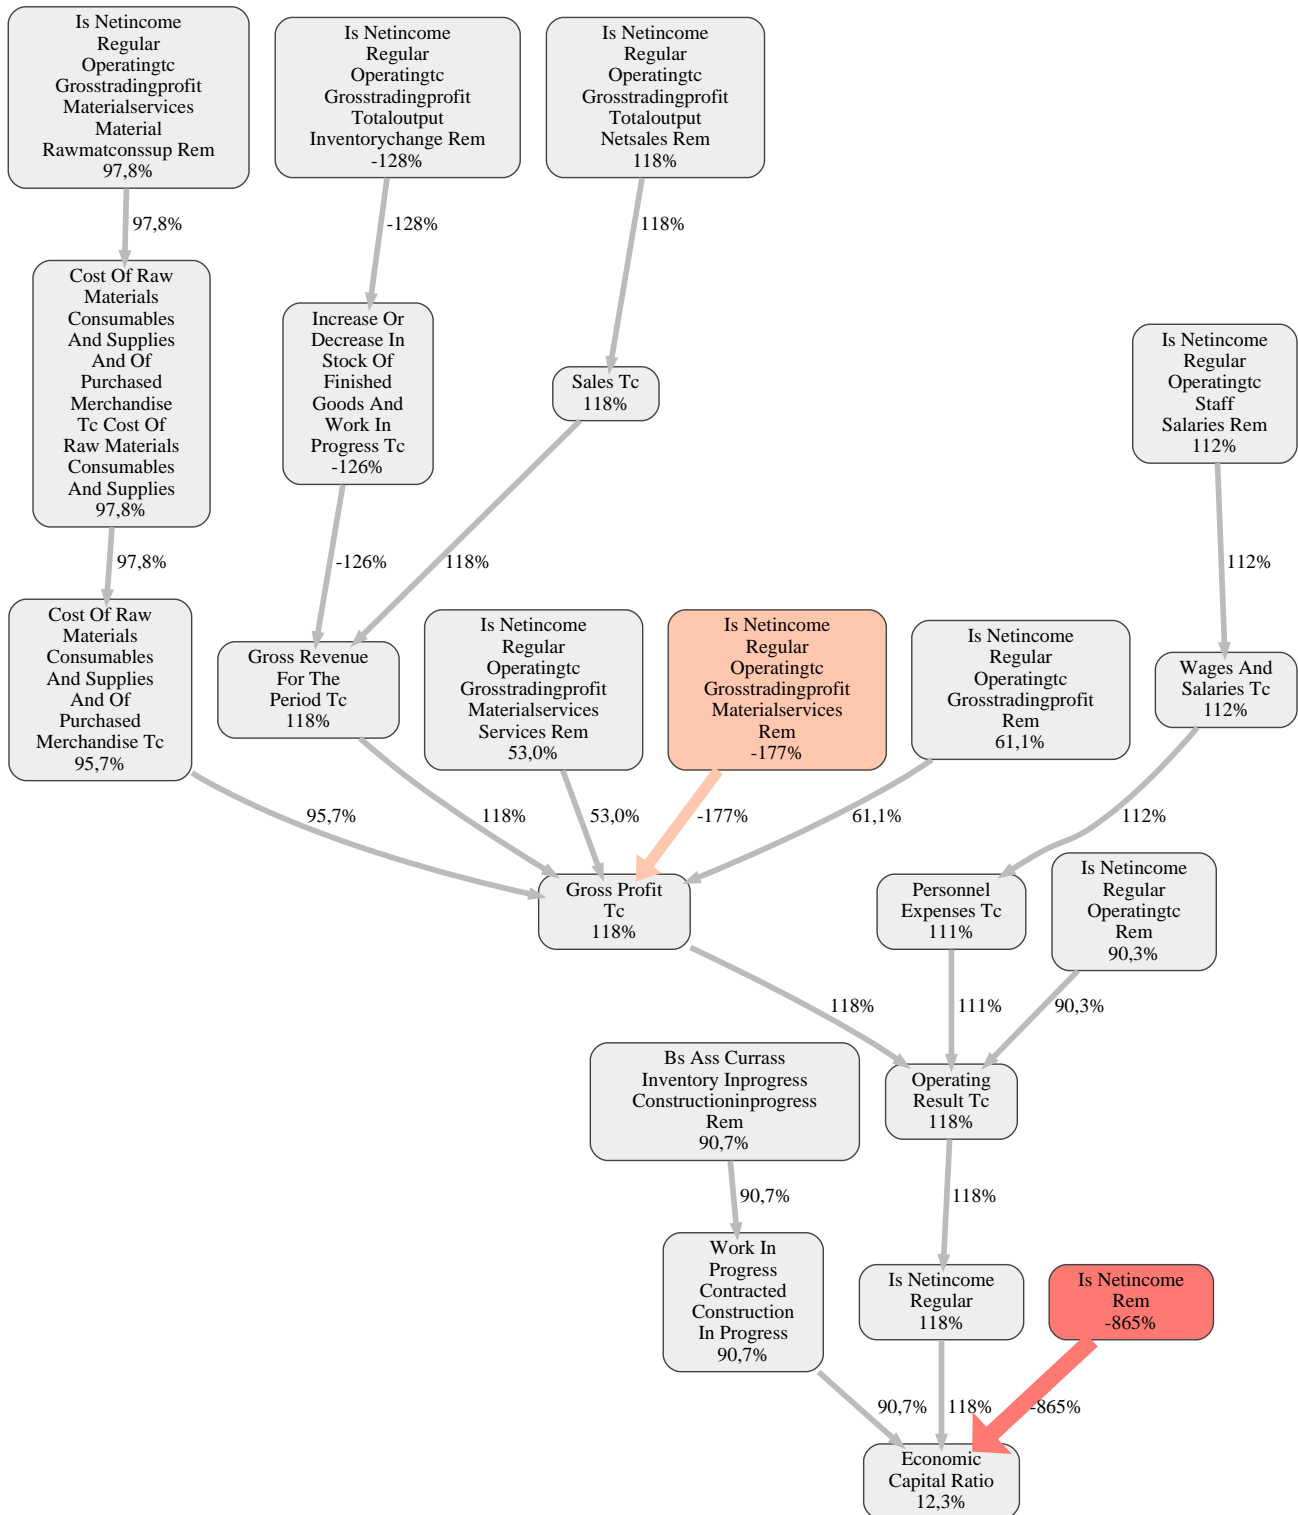 Is Netincome
Regular
Operatingtc
Grosstradingprofit
Materialservices
Material
Rawmatconssup Rem
97,8%
Is Netincome
Regular
Operatingtc
Grosstradingprofit
Totaloutput
Inventorychange Rem
-128%
Is Netincome
Regular
Operatingtc
Grosstradingprofit
Totaloutput
Netsales Rem
118%
97,8%
-128%
118%
Cost Of Raw
Materials
Consumables
And Supplies
And Of
Purchased
Merchandise
Tc Cost Of
Raw Materials
Consumables
And Supplies
97,8%
Increase Or
Decrease In
Stock Of
Finished
Goods And
Work In
Progress Tc
-126%
Sales Tc
118%
Is Netincome
Regular
Operatingtc
Staff
Salaries Rem
112%
97,8%
-126%
118%
112%
Cost Of Raw
Materials
Consumables
And Supplies
And Of
Purchased
Merchandise Tc
95,7%
Gross Revenue
For The
Period Tc
118%
Is Netincome
Regular
Operatingtc
Grosstradingprofit
Materialservices
Services Rem
53,0%
Is Netincome
Regular
Operatingtc
Grosstradingprofit
Materialservices
Rem
-177%
Is Netincome
Regular
Operatingtc
Grosstradingprofit
Rem
61,1%
Wages And
Salaries Tc
112%
95,7%
118%
53,0%
-177%
61,1%
112%
Gross Profit
Tc
118%
Personnel
Expenses Tc
111%
Is Netincome
Regular
Operatingtc
Rem
90,3%
118%
111%
90,3%
Bs Ass Currass
Inventory Inprogress
Constructioninprogress
Rem
90,7%
Operating
Result Tc
118%
90,7%
118%
Work In
Progress
Contracted
Construction
In Progress
90,7%
Is Netincome
Regular
118%
Is Netincome
Rem
-865%
90,7%
118%
-865%
Economic
Capital Ratio
12,3%